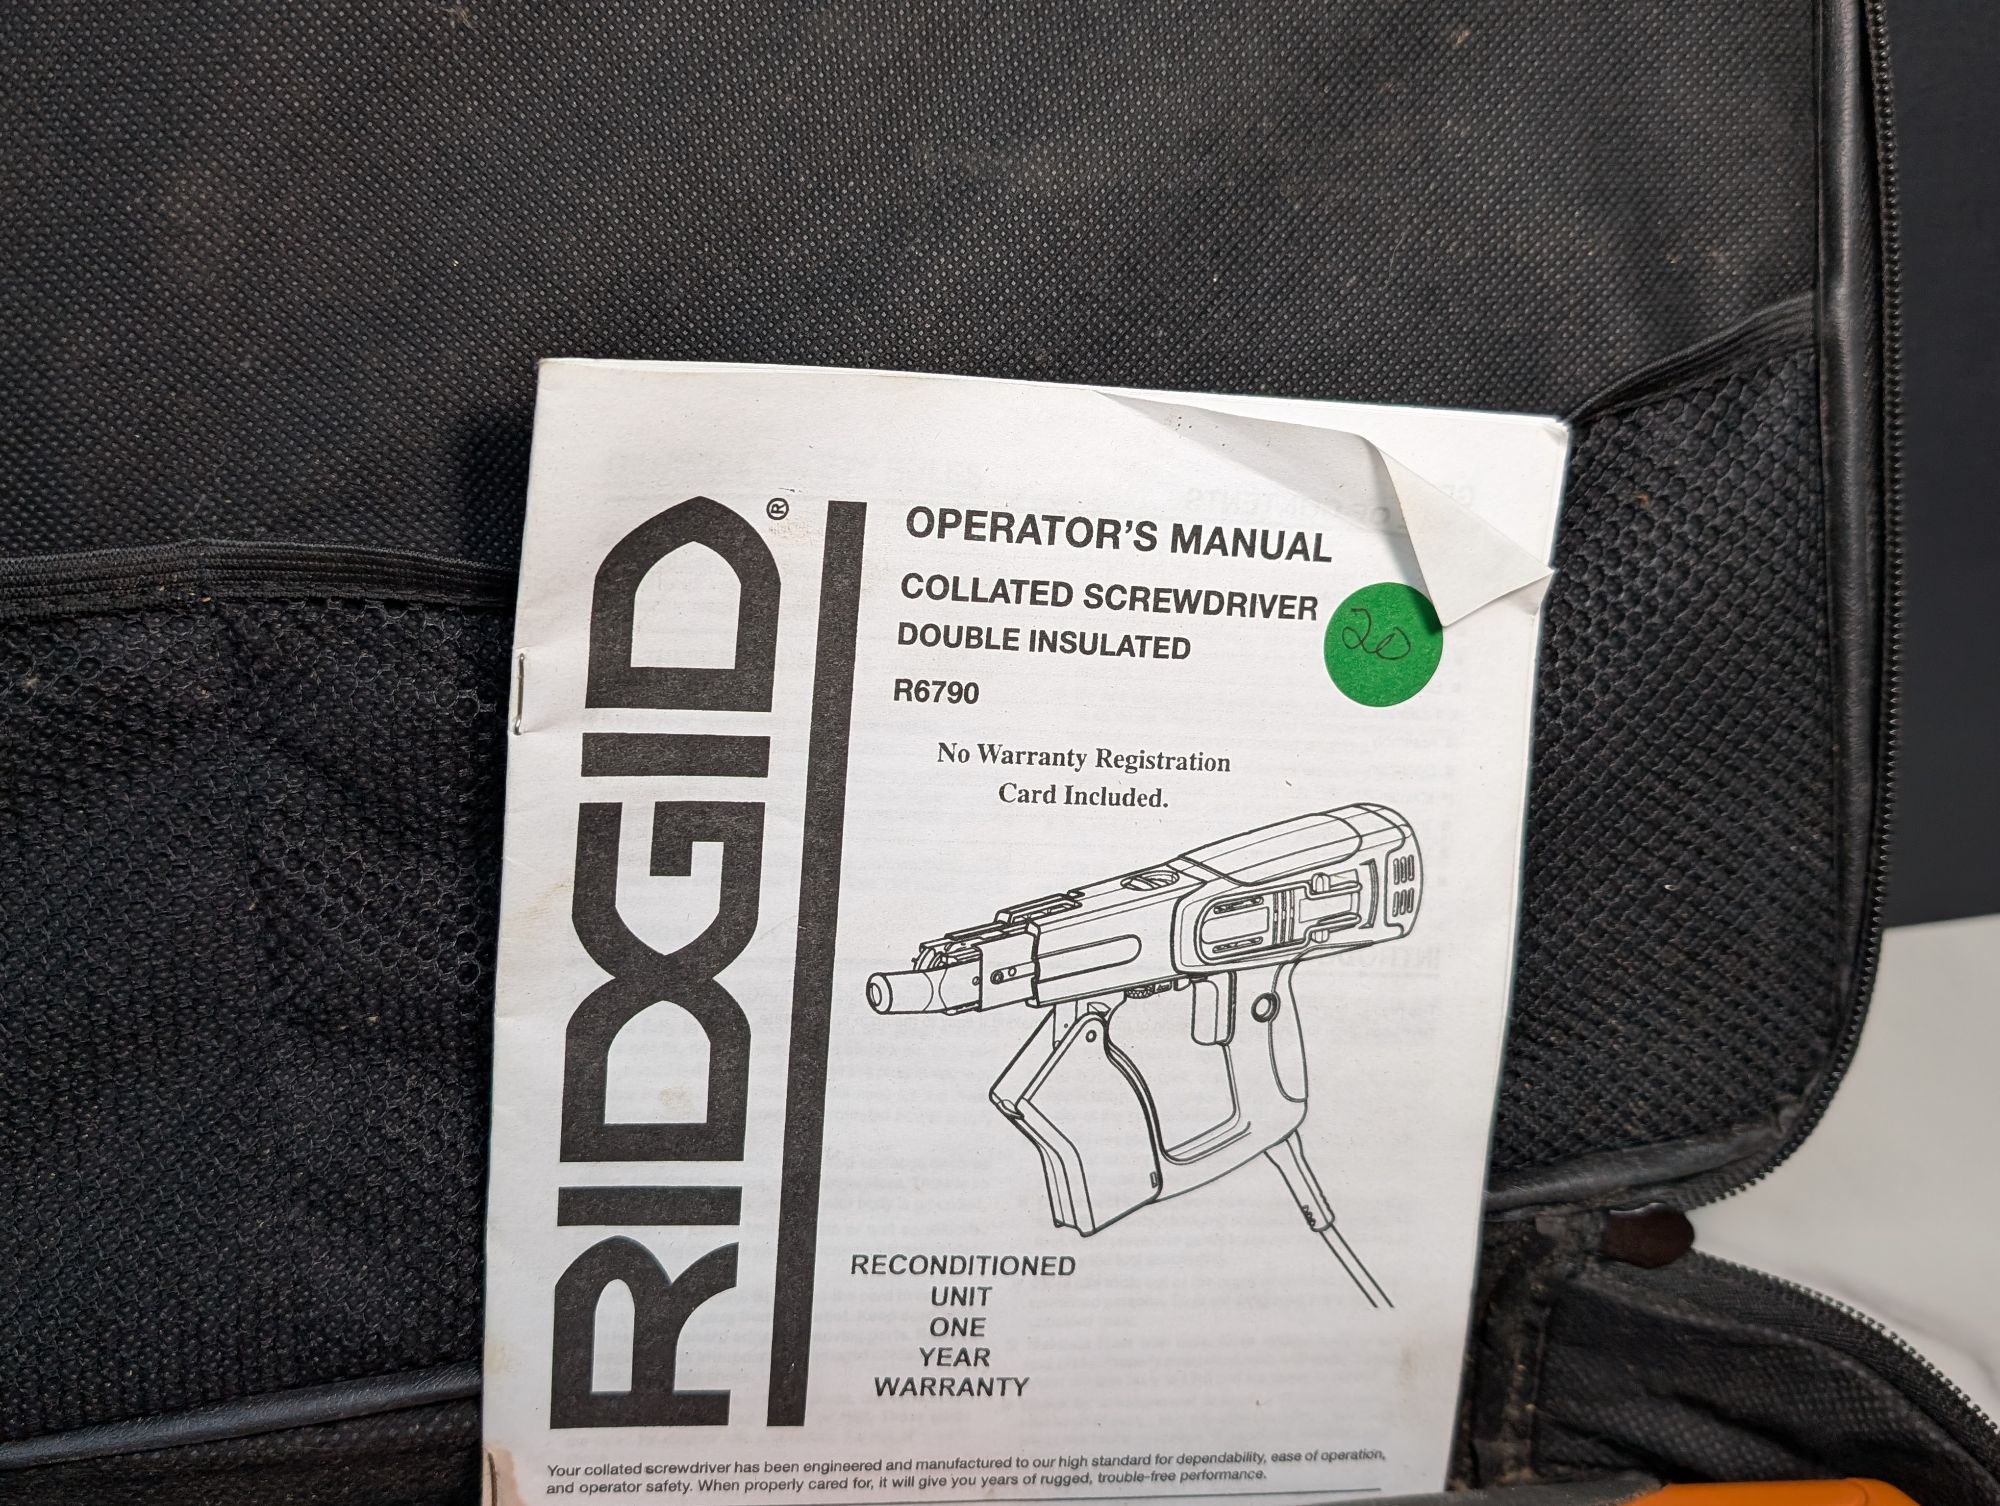 RIDGID®
OPERATOR'S MANUAL
COLLATED SCREWDRIVER
DOUBLE INSULATED
R6790
20
No Warranty Registration
Card Included.
RECONDITIONED
UNIT
ONE
YEAR
WARRANTY
Your collated screwdriver has been engineered and manufactured to our high standard for dependability, ease of operation,
and operator safety. When properly cared for, it will give you years of rugged, trouble-free performance.